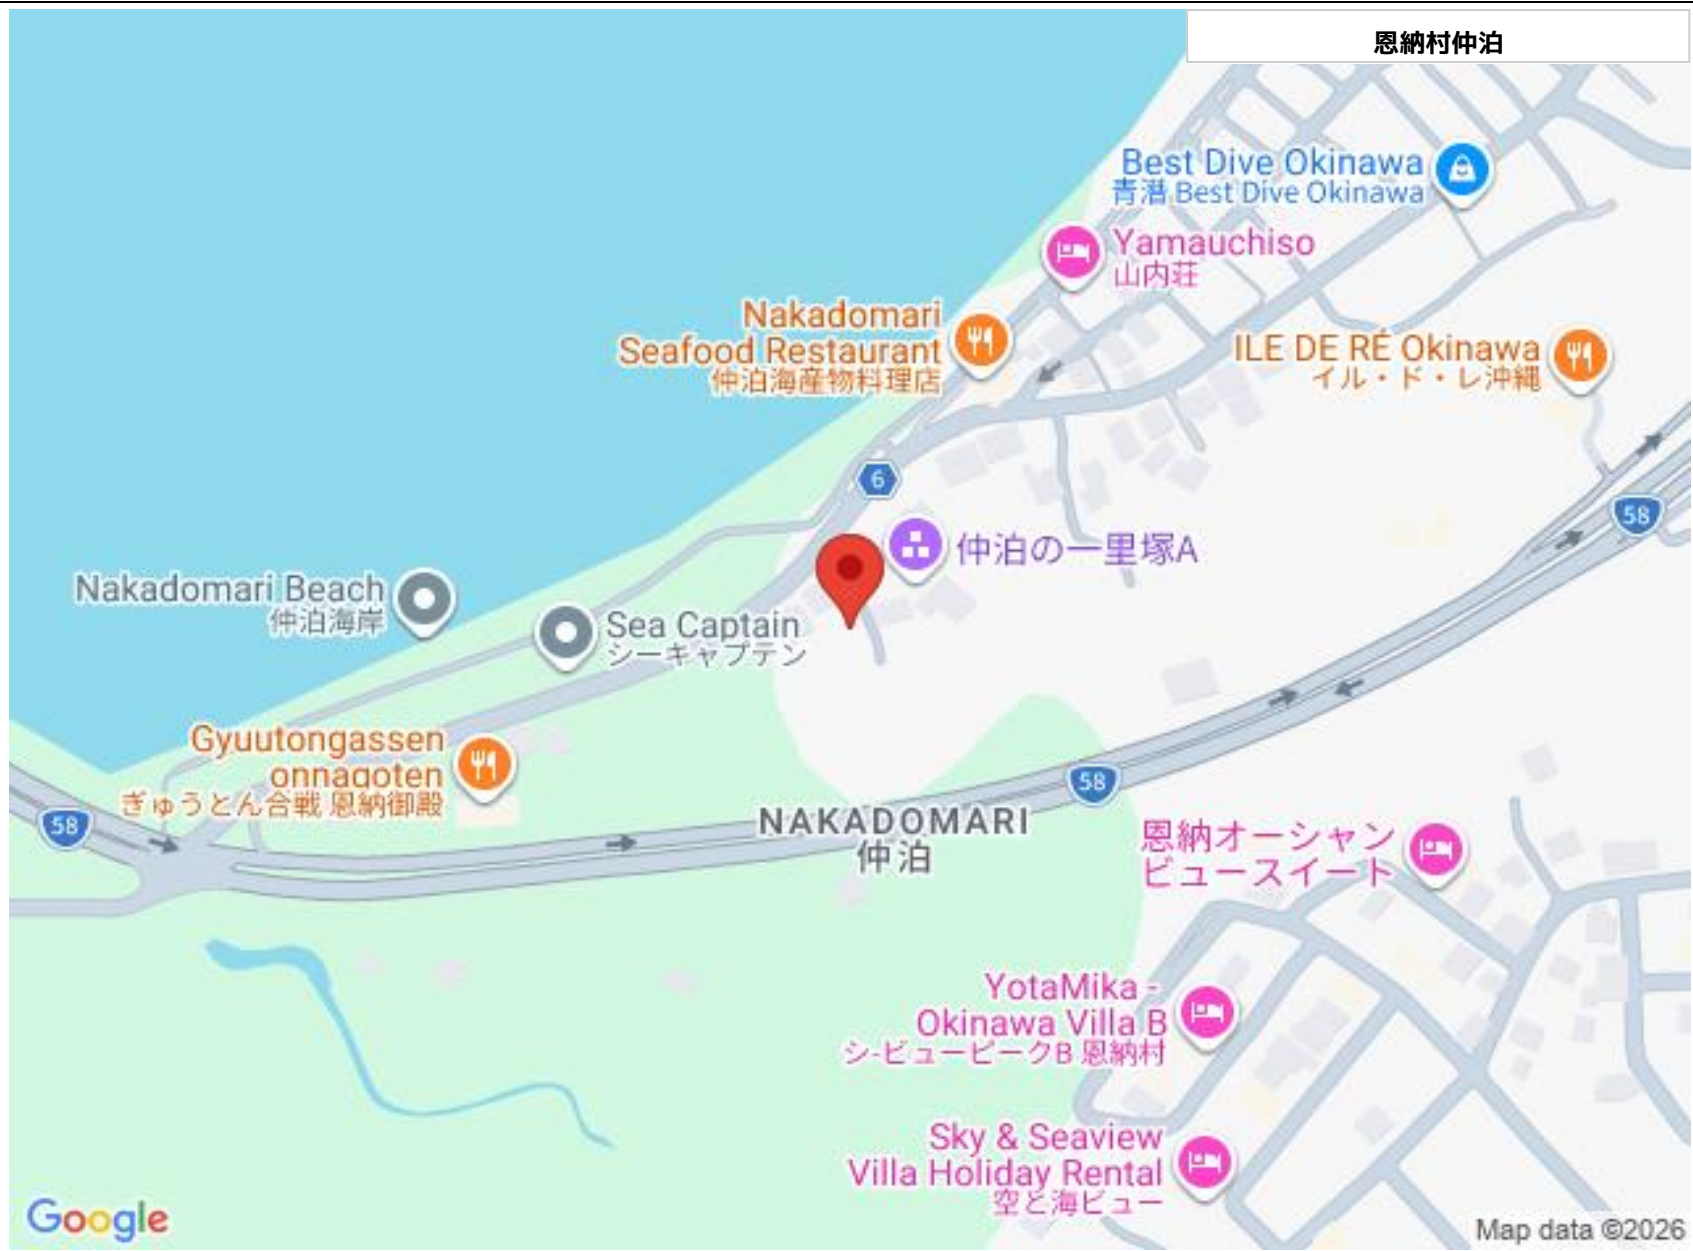 恩納村仲泊
Best Dive Okinawa
青潜 Best Dive Okinawa
Yamauchiso
山内荘
Nakadomari
Seafood Restaurant
仲泊海産物料理店
ILE DE RÉ Okinawa
イル・ド・レ沖縄
6
58
仲泊の一里塚A
Nakadomari Beach
仲泊海岸
Sea Captain
シーキャプテン
Gyuutongassen
onnagoten
ぎゅうとん合戦 恩納御殿
58
58
NAKADOMARI
仲泊
恩納オーシャン
ビュースイート
YotaMika -
Okinawa Villa B
シ-ビューピークB 恩納村
Sky & Seaview
Villa Holiday Rental
空と海ビュー
Google
Map data ©2026